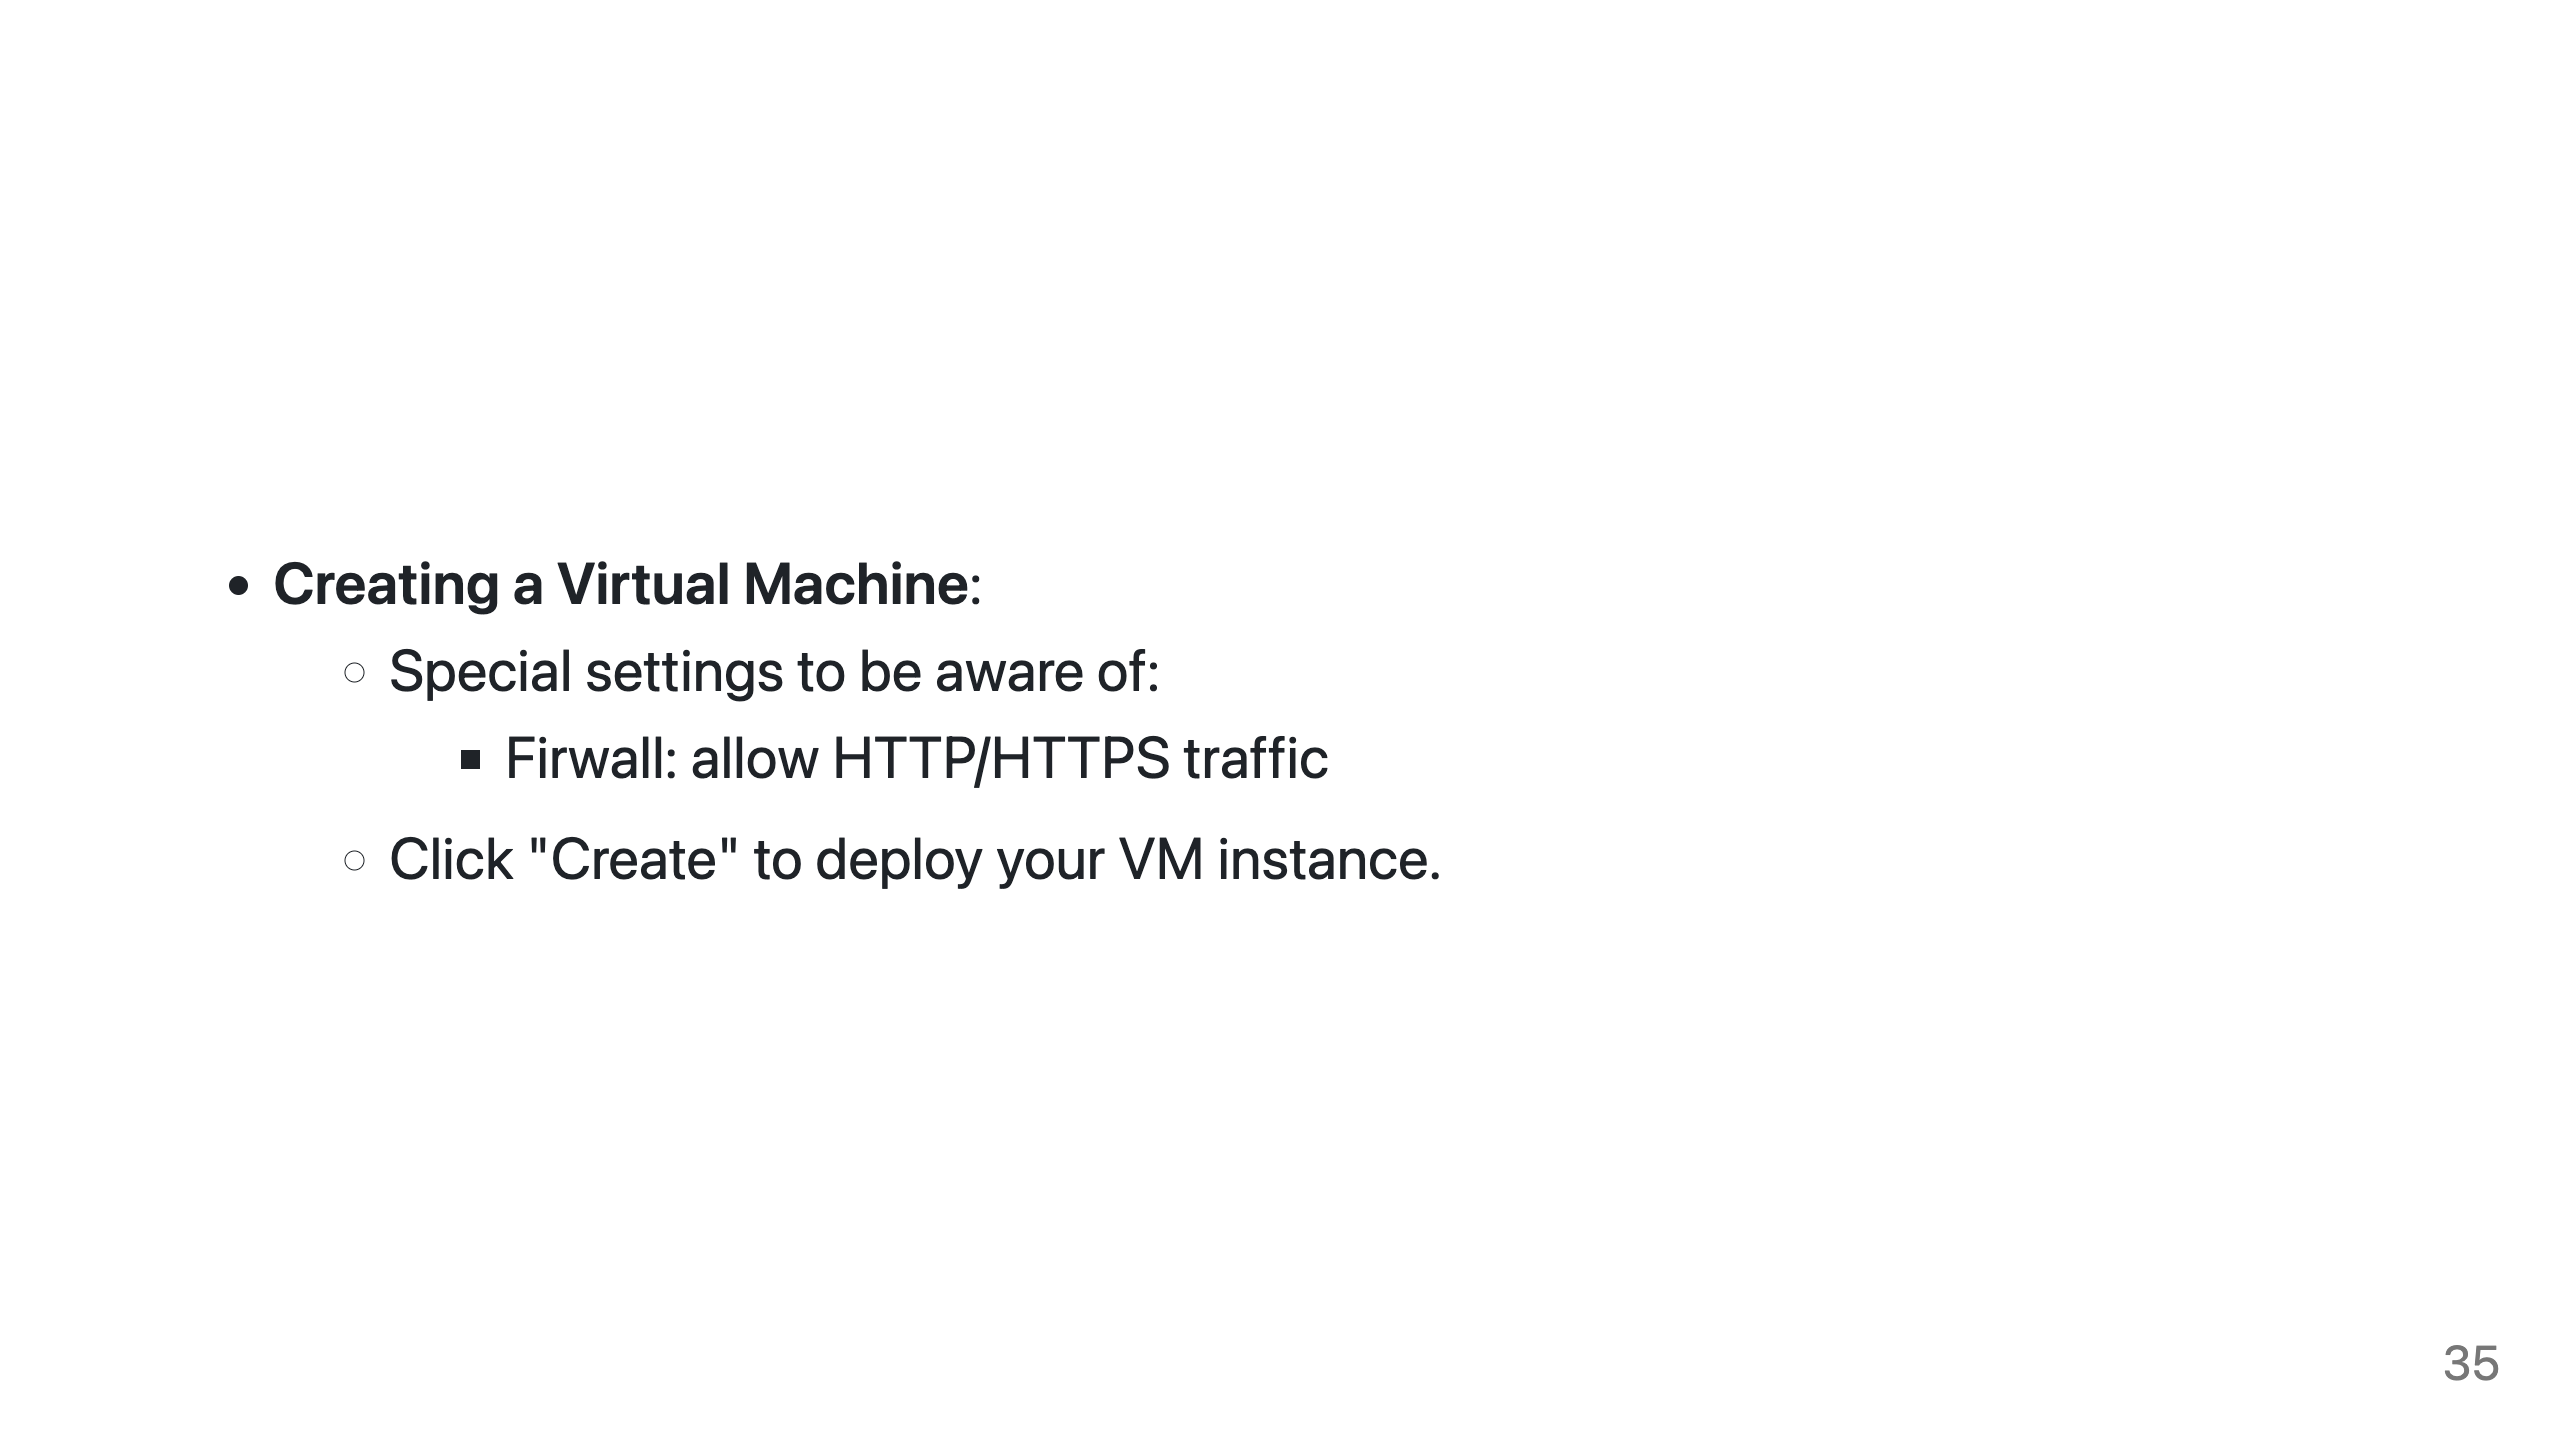 Creating a Virtual Machine:
Special settings to be aware of:
Firwall: allow HTTP/HTTPS traffic
Click "Create" to deploy your VM instance.
35